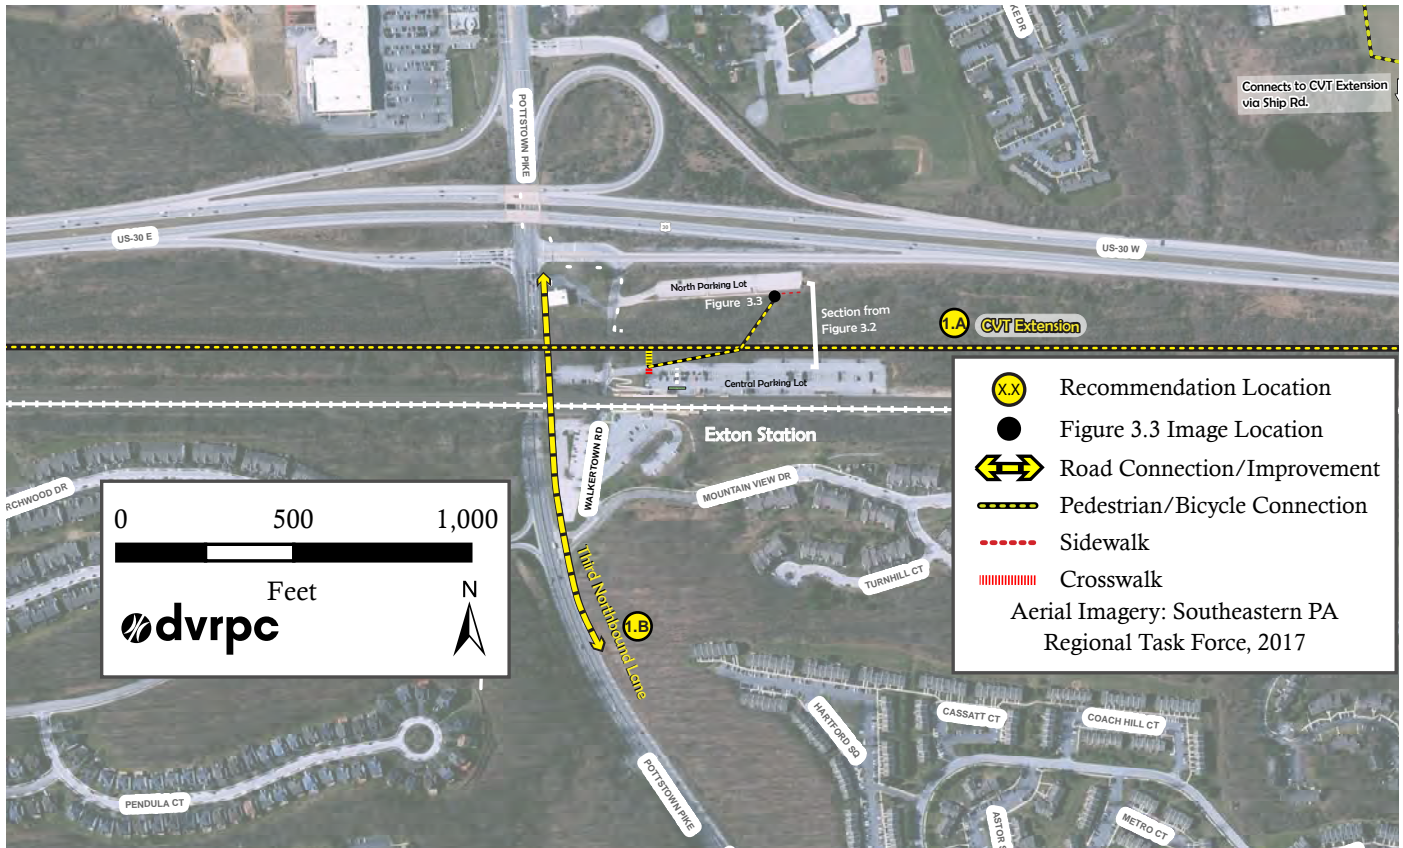 KE DR
Connects to CVT Extension
via Ship Rd.
POTTSTOWN PIKE
US-30 E
30
US-30 W
North Parking Lot
Figure 3.3
Section from
Figure 3.2
1.A
CVT Extension
Central Parking Lot
Exton Station
WALKERTOWN RD
MOUNTAIN VIEW DR
TURNHILL CT
RCHWOOD DR
Third Northbound Lane
1.B
0 500 1,000
Feet
N
dvrpc
X.X
Recommendation Location
Figure 3.3 Image Location
Road Connection/Improvement
Pedestrian/Bicycle Connection
Sidewalk
Crosswalk
Aerial Imagery: Southeastern PA
Regional Task Force, 2017
HARTFORD SQ
CASSATT CT
COACH HILL CT
POTTSTOWN PIKE
PENDULA CT
ASTOR S
METRO CT